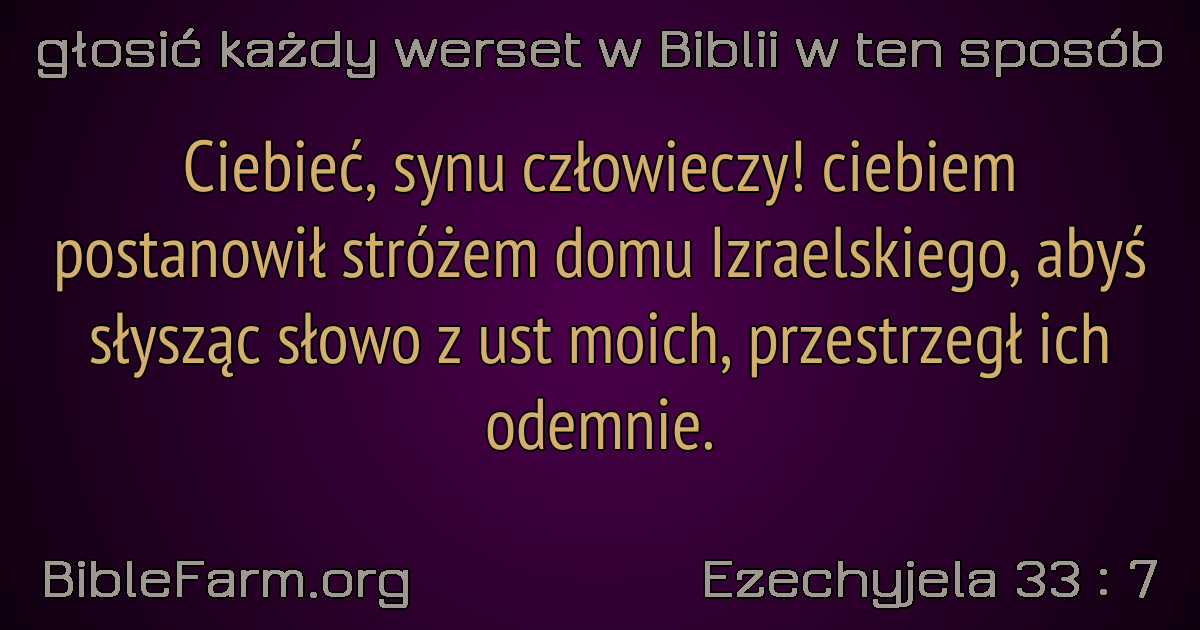 głosić każdy werset w Biblii w ten sposób
Ciebieć, synu człowieczy! ciebiem
postanowił stróżem domu Izraelskiego, abyś
słysząc słowo z ust moich, przestrzegł ich
odemnie.
BibleFarm.org
Ezechyjela 33 : 7